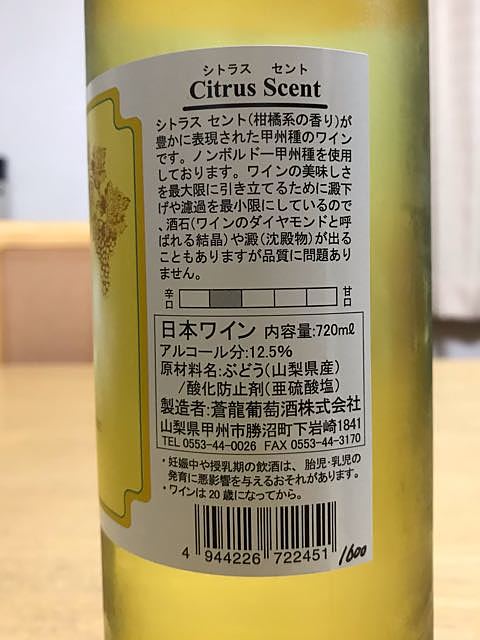 シトラス セント
Citrus Scent
シトラス セント(柑橘系の香り)が
豊かに表現された甲州種のワイン
です。ノンボルドー甲州種を使用
しております。ワインの美味しさ
を最大限に引き立てるために澱下
げや濾過を最小限にしているので
、酒石(ワインのダイヤモンドと呼
ばれる結晶)や澱(沈殿物)が出る
こともありますが品質に問題あり
ません。
辛口 甘口
日本ワイン 内容量:720mℓ
アルコール分:12.5%
原材料名:ぶどう(山梨県産)
/酸化防止剤(亜硫酸塩)
製造者:蒼龍葡萄酒株式会社
山梨県甲州市勝沼町下岩崎1841
TEL 0553-44-0026 FAX 0553-44-3170
・妊娠中や授乳期の飲酒は、胎児・乳児の
発育に悪影響を与えるおそれがあります。
・ワインは20歳になってから。
4 944226 722451
1600